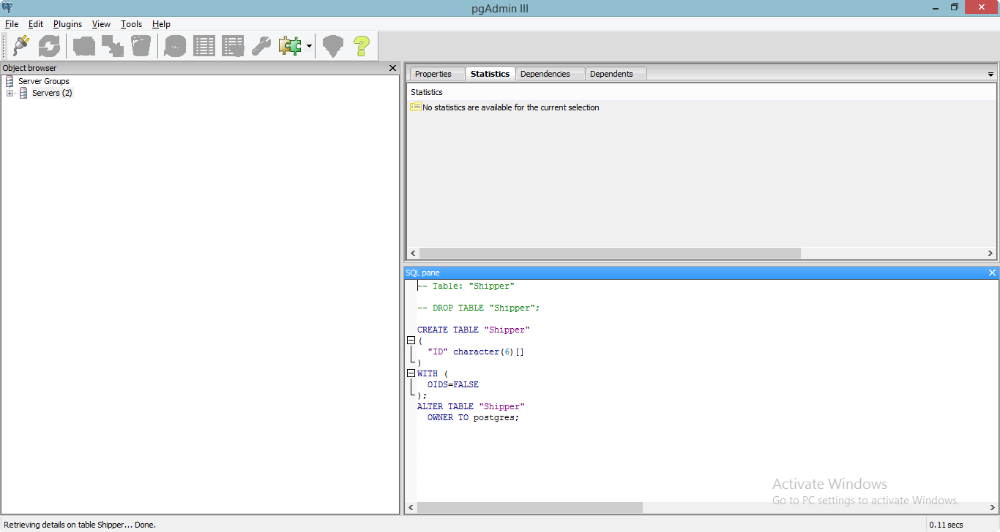 pgAdmin III
File Edit Plugins View Tools Help
Object browser
Server Groups
Servers (2)
Properties Statistics Dependencies Dependents
Statistics
No statistics are available for the current selection
SQL pane
-- Table: "Shipper"
-- DROP TABLE "Shipper";
CREATE TABLE "Shipper"
(
"ID" character(6)[]
)
WITH (
OIDS=FALSE
);
ALTER TABLE "Shipper"
OWNER TO postgres;
Activate Windows
Go to PC settings to activate Windows.
Retrieving details on table Shipper... Done.
0.11 secs